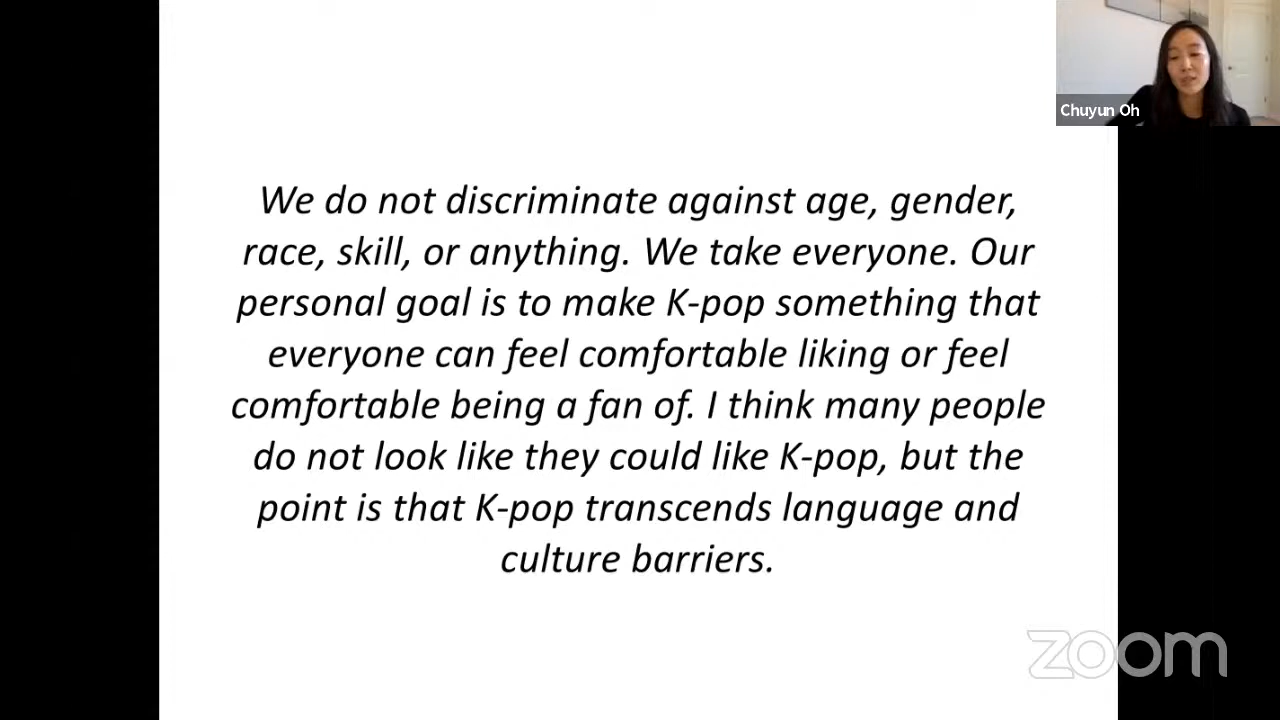 Chuyun Oh
We do not discriminate against age, gender,
race, skill, or anything. We take everyone. Our
personal goal is to make K-pop something that
everyone can feel comfortable liking or feel
comfortable being a fan of. I think many people
do not look like they could like K-pop, but the
point is that K-pop transcends language and
culture barriers.
zoom